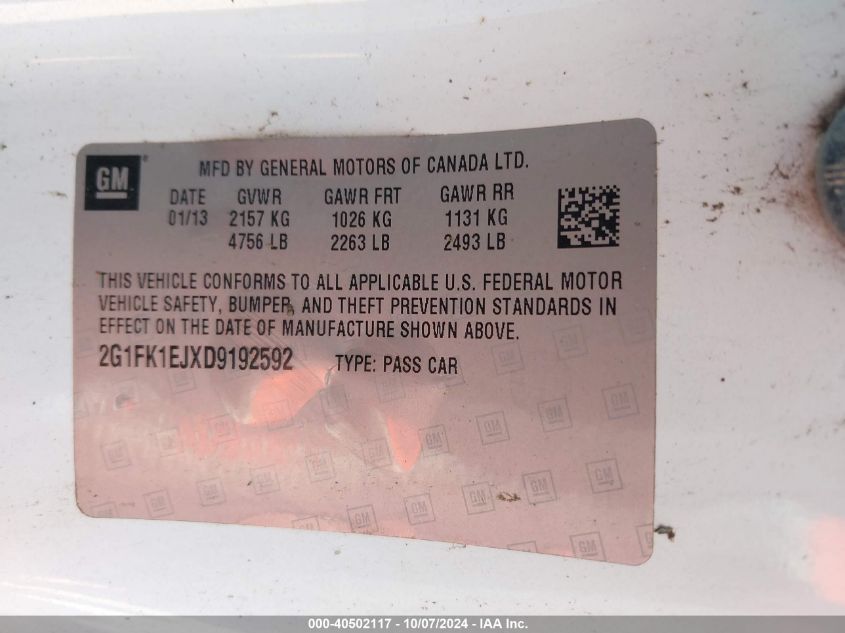 GM
MFD BY GENERAL MOTORS OF CANADA LTD.
DATE GVWR GAWR FRT GAWR RR
01/13 2157 KG 1026 KG 1131 KG
4756 LB 2263 LB 2493 LB
THIS VEHICLE CONFORMS TO ALL APPLICABLE U.S. FEDERAL MOTOR
VEHICLE SAFETY, BUMPER, AND THEFT PREVENTION STANDARDS IN
EFFECT ON THE DATE OF MANUFACTURE SHOWN ABOVE.
2G1FK1EJXD9192592 TYPE: PASS CAR
000-40502117 - 10/07/2024 - IAA Inc.